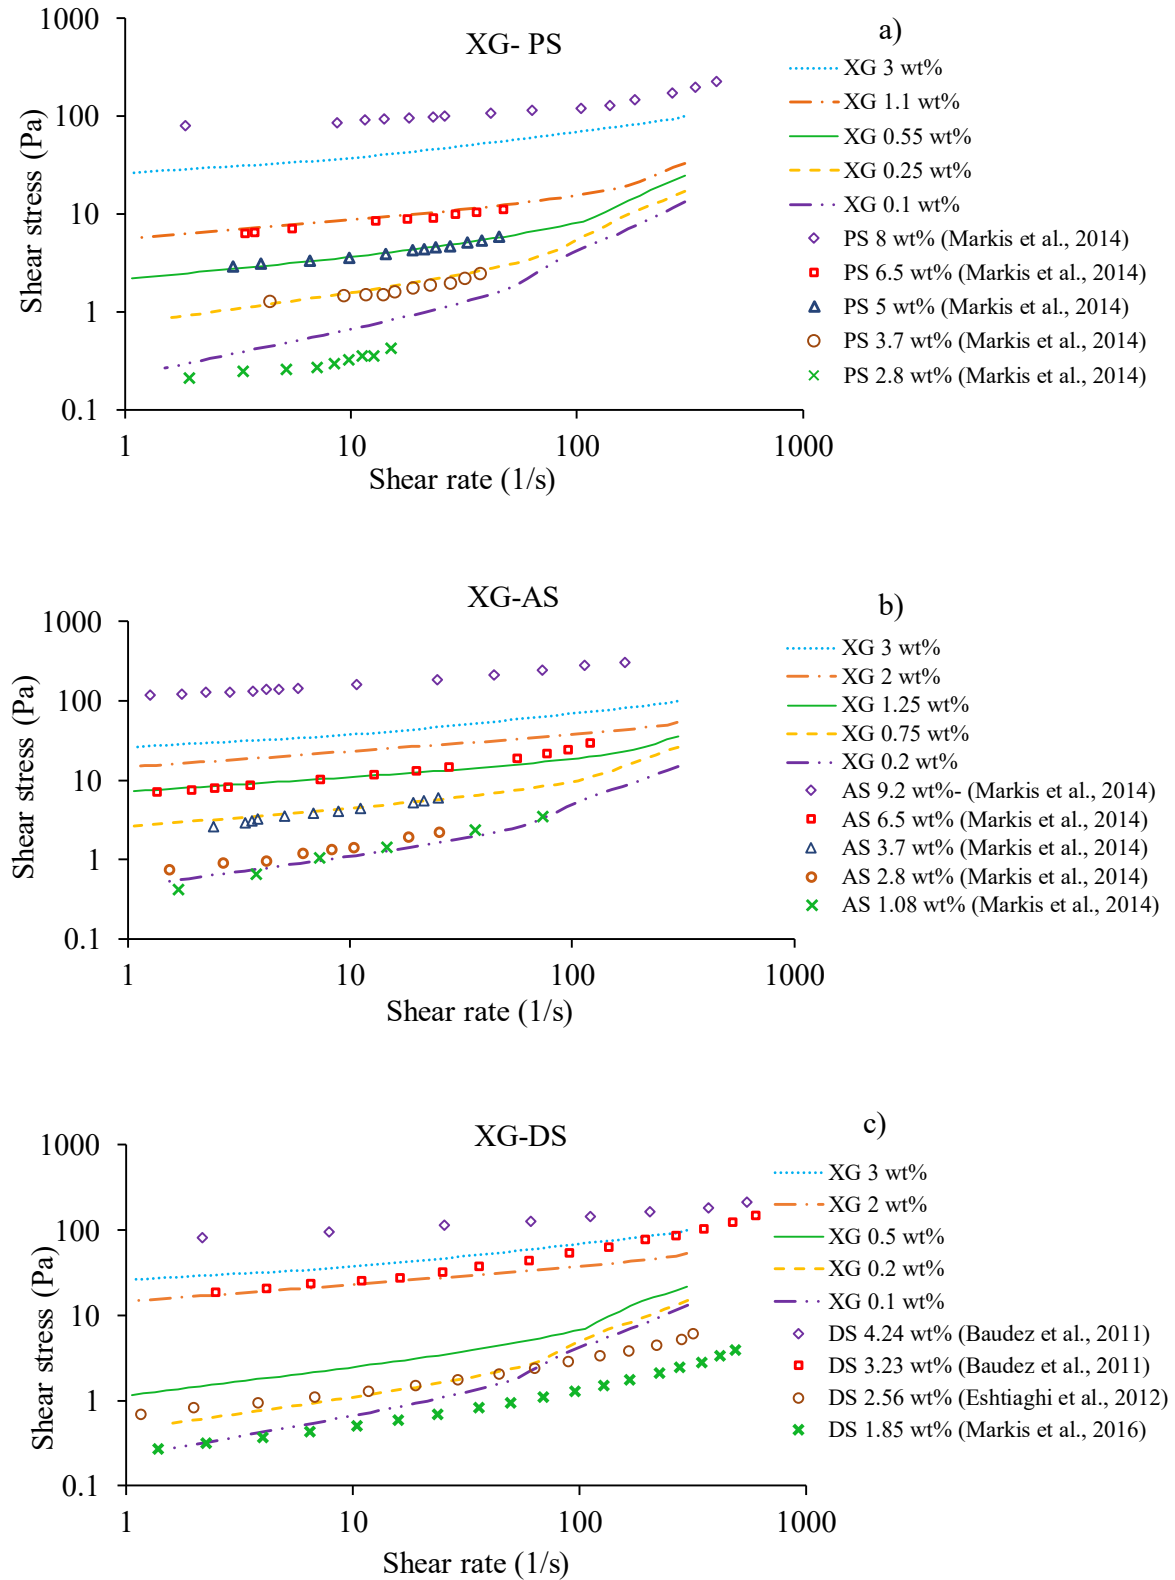 XG- PS
a)
1000
100
10
1
0.1
Shear stress (Pa)
1
10
100
1000
Shear rate (1/s)
XG 3 wt%
XG 1.1 wt%
XG 0.55 wt%
XG 0.25 wt%
XG 0.1 wt%
PS 8 wt% (Markis et al., 2014)
PS 6.5 wt% (Markis et al., 2014)
PS 5 wt% (Markis et al., 2014)
PS 3.7 wt% (Markis et al., 2014)
PS 2.8 wt% (Markis et al., 2014)
XG-AS
b)
1000
100
10
1
0.1
Shear stress (Pa)
1
10
100
1000
Shear rate (1/s)
XG 3 wt%
XG 2 wt%
XG 1.25 wt%
XG 0.75 wt%
XG 0.2 wt%
AS 9.2 wt%- (Markis et al., 2014)
AS 6.5 wt% (Markis et al., 2014)
AS 3.7 wt% (Markis et al., 2014)
AS 2.8 wt% (Markis et al., 2014)
AS 1.08 wt% (Markis et al., 2014)
XG-DS
c)
1000
100
10
1
0.1
Shear stress (Pa)
1
10
100
1000
Shear rate (1/s)
XG 3 wt%
XG 2 wt%
XG 0.5 wt%
XG 0.2 wt%
XG 0.1 wt%
DS 4.24 wt% (Baudez et al., 2011)
DS 3.23 wt% (Baudez et al., 2011)
DS 2.56 wt% (Eshtiaghi et al., 2012)
DS 1.85 wt% (Markis et al., 2016)